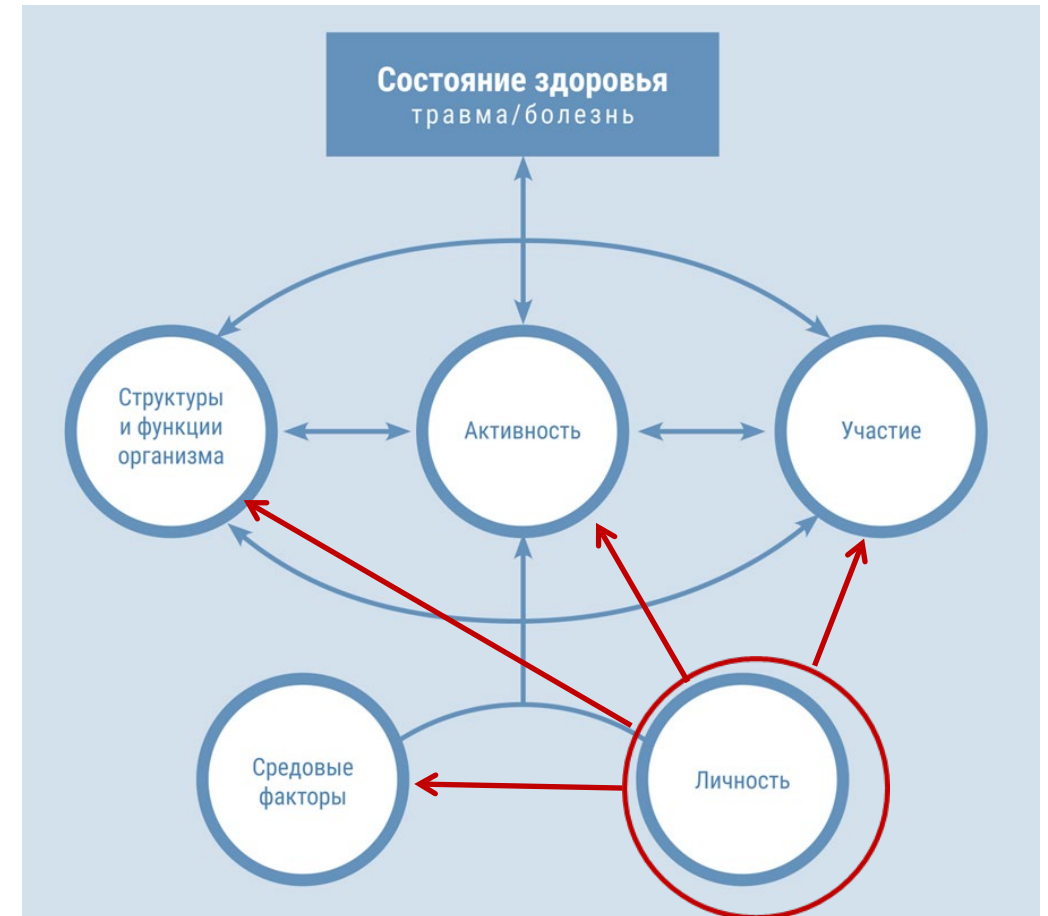 Состояние здоровья
травма/болезнь
Структуры
и функции
организма
Активность
Участие
Средовые
факторы
Личность